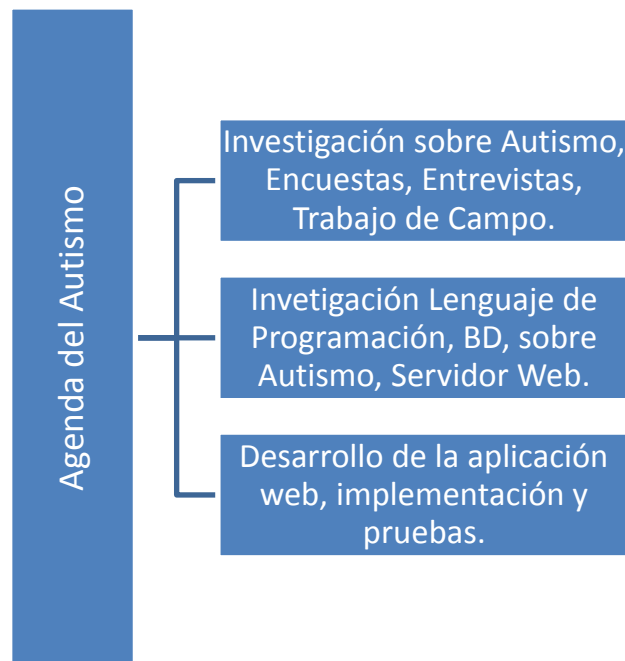 Agenda del Autismo
Investigación sobre Autismo,
Encuestas, Entrevistas,
Trabajo de Campo.
Invetigación Lenguaje de
Programación, BD, sobre
Autismo, Servidor Web.
Desarrollo de la aplicación
web, implementación y
pruebas.